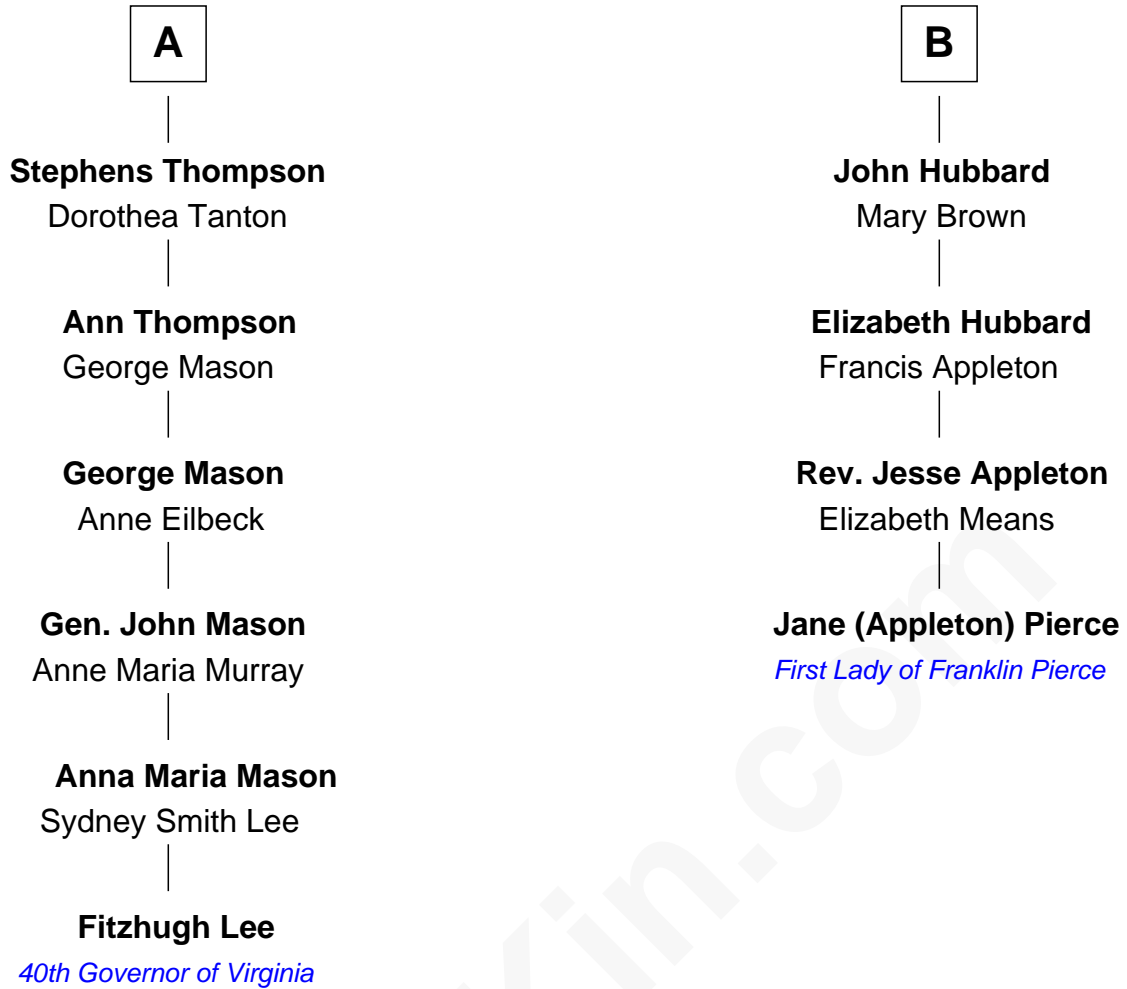 A
Stephens Thompson
Dorothea Tanton
Ann Thompson
George Mason
George Mason
Anne Eilbeck
Gen. John Mason
Anne Maria Murray
Anna Maria Mason
Sydney Smith Lee
Fitzhugh Lee
40th Governor of Virginia
B
John Hubbard
Mary Brown
Elizabeth Hubbard
Francis Appleton
Rev. Jesse Appleton
Elizabeth Means
Jane (Appleton) Pierce
First Lady of Franklin Pierce